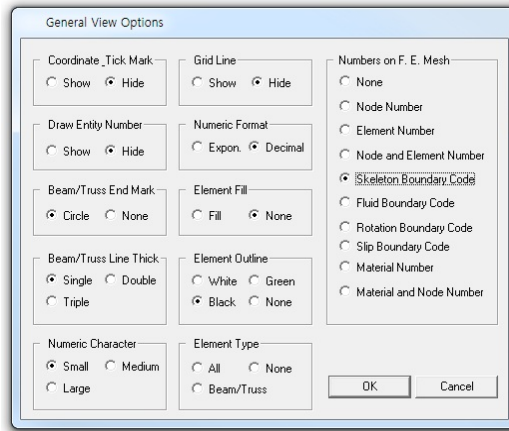 General View Options
Coordinate _Tick Mark
Show Hide
Draw Entity Number
Show Hide
Beam/Truss End Mark
Circle None
Beam/Truss Line Thick
Single Double
Triple
Numeric Character
Small Medium
Large
Grid Line
Show Hide
Numeric Format
Expon. Decimal
Element Fill
Fill None
Element Outline
White Green
Black None
Element Type
All None
Beam/Truss
Numbers on F. E. Mesh
None
Node Number
Element Number
Node and Element Number
Skeleton Boundary Code
Fluid Boundary Code
Rotation Boundary Code
Slip Boundary Code
Material Number
Material and Node Number
OK Cancel